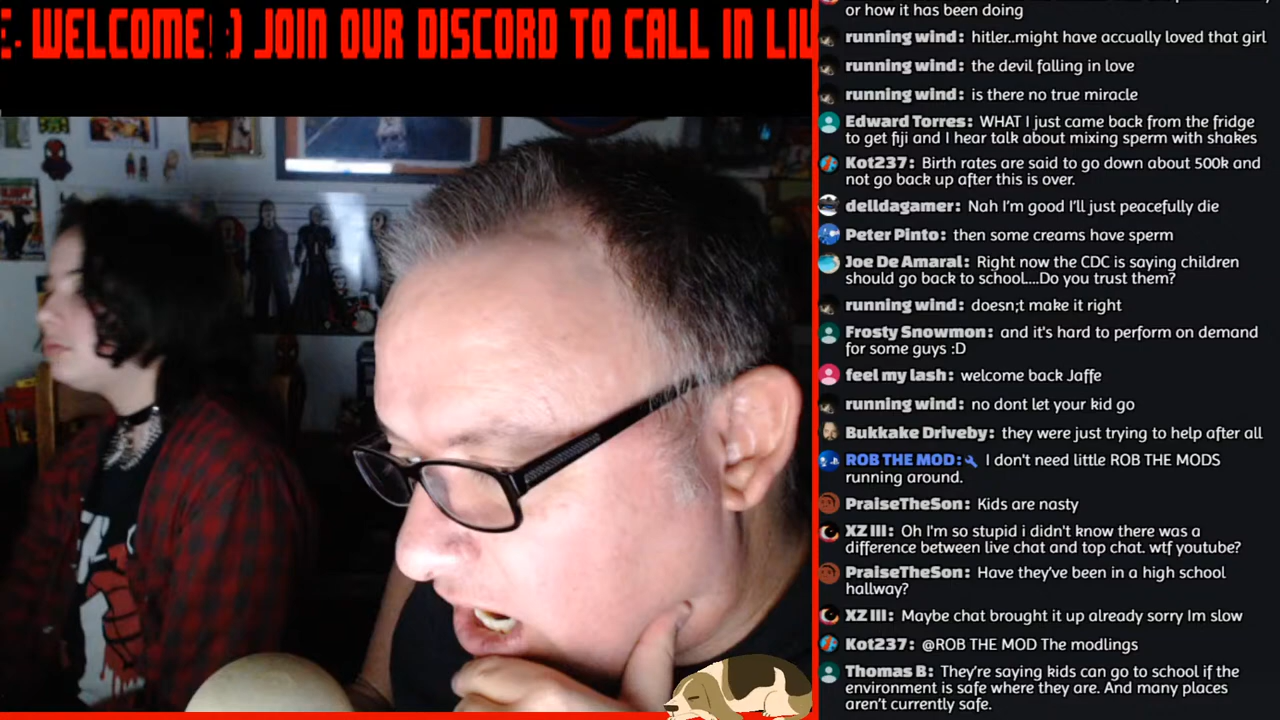 E- WELCOME! :) JOIN OUR DISCORD TO CALL IN LIV
or how it has been doing
running wind: hitler..might have accually loved that girl
running wind: the devil falling in love
running wind: is there no true miracle
Edward Torres: WHAT I just came back from the fridge
to get fiji and I hear talk about mixing sperm with shakes
Kot237: Birth rates are said to go down about 500k and
not go back up after this is over.
delldagamer: Nah I'm good I'll just peacefully die
Peter Pinto: then some creams have sperm
Joe De Amaral: Right now the CDC is saying children
should go back to school....Do you trust them?
running wind: doesn;t make it right
Frosty Snowmon: and it's hard to perform on demand
for some guys :D
feel my lash: welcome back Jaffe
running wind: no dont let your kid go
Bukkake Driveby: they were just trying to help after all
ROB THE MOD: I don't need little ROB THE MODS
running around.
PraiseTheSon: Kids are nasty
XZ III: Oh I'm so stupid i didn't know there was a
difference between live chat and top chat. wtf youtube?
PraiseTheSon: Have they've been in a high school
hallway?
XZ III: Maybe chat brought it up already sorry Im slow
Kot237: @ROB THE MOD The modlings
Thomas B: They're saying kids can go to school if the
environment is safe where they are. And many places
aren't currently safe.